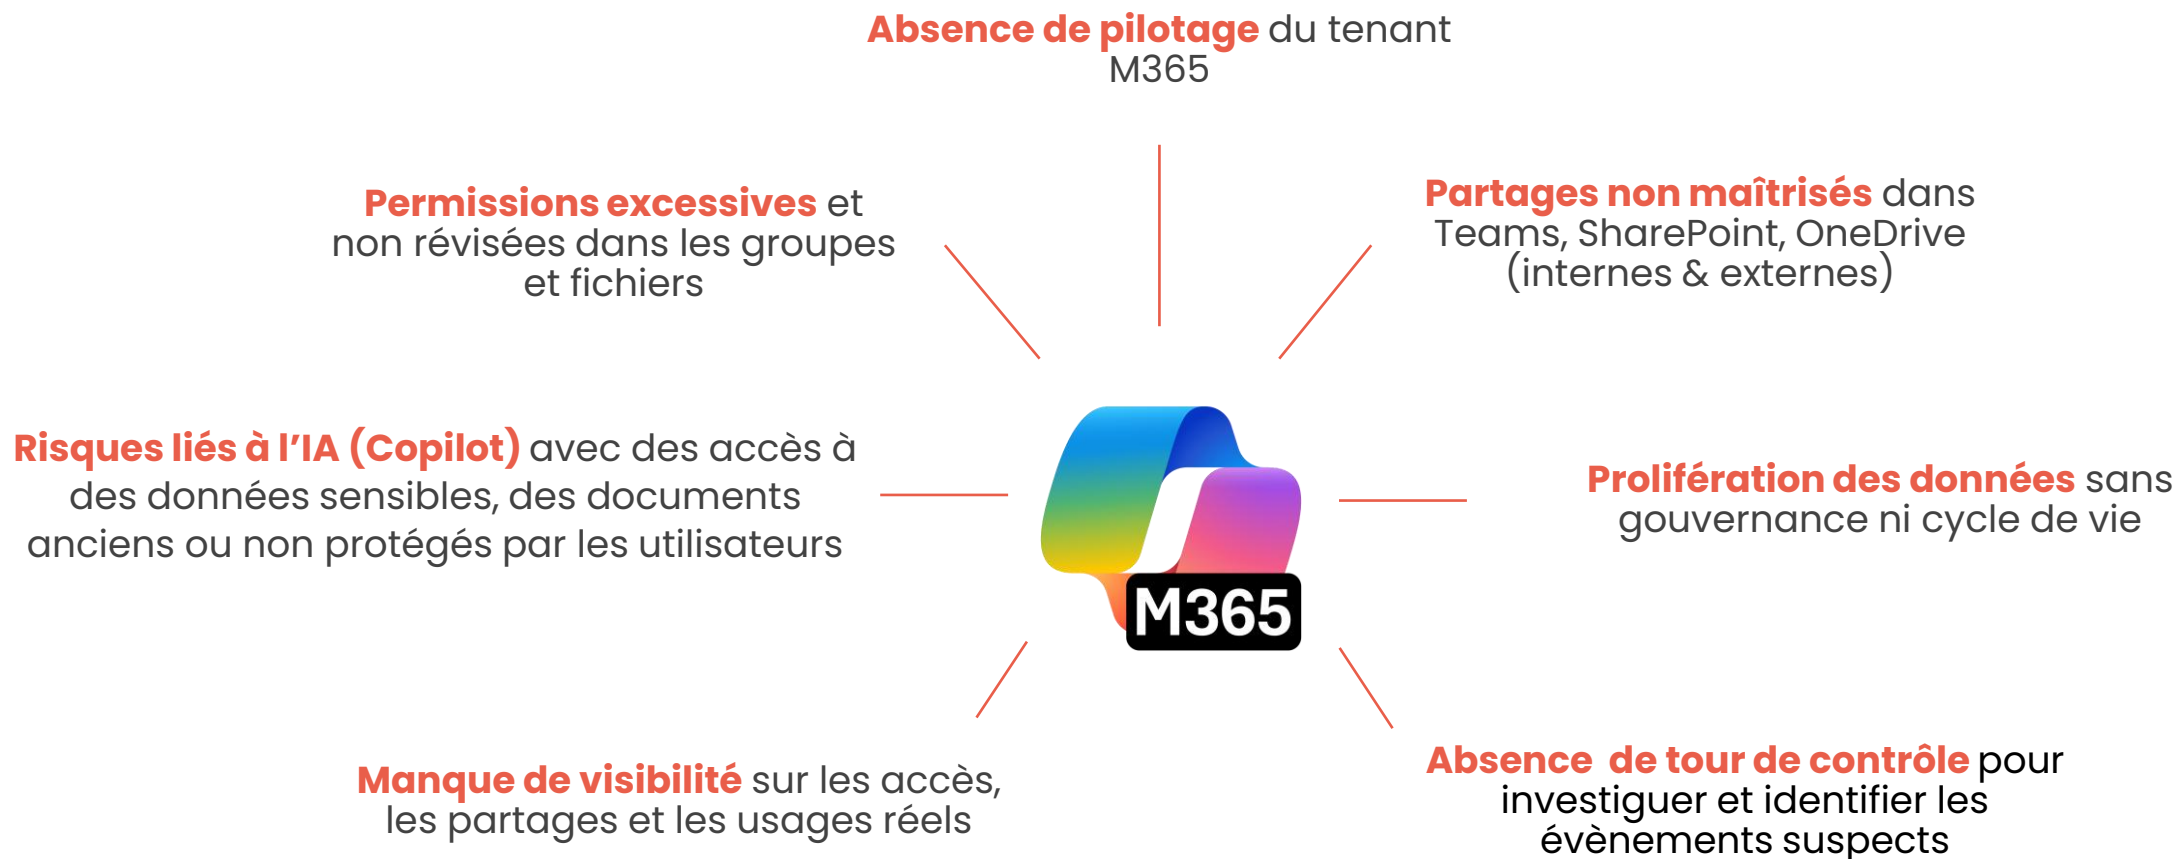 Absence de pilotage du tenant
M365
Permissions excessives et
non révisées dans les groupes
et fichiers
Partages non maîtrisés dans
Teams, SharePoint, OneDrive
(internes & externes)
Risques liés à l’IA (Copilot) avec des accès à
des données sensibles, des documents
anciens ou non protégés par les utilisateurs
M365
Prolifération des données sans
gouvernance ni cycle de vie
Manque de visibilité sur les accès,
les partages et les usages réels
Absence  de tour de contrôle pour
investiguer et identifier les
évènements suspects